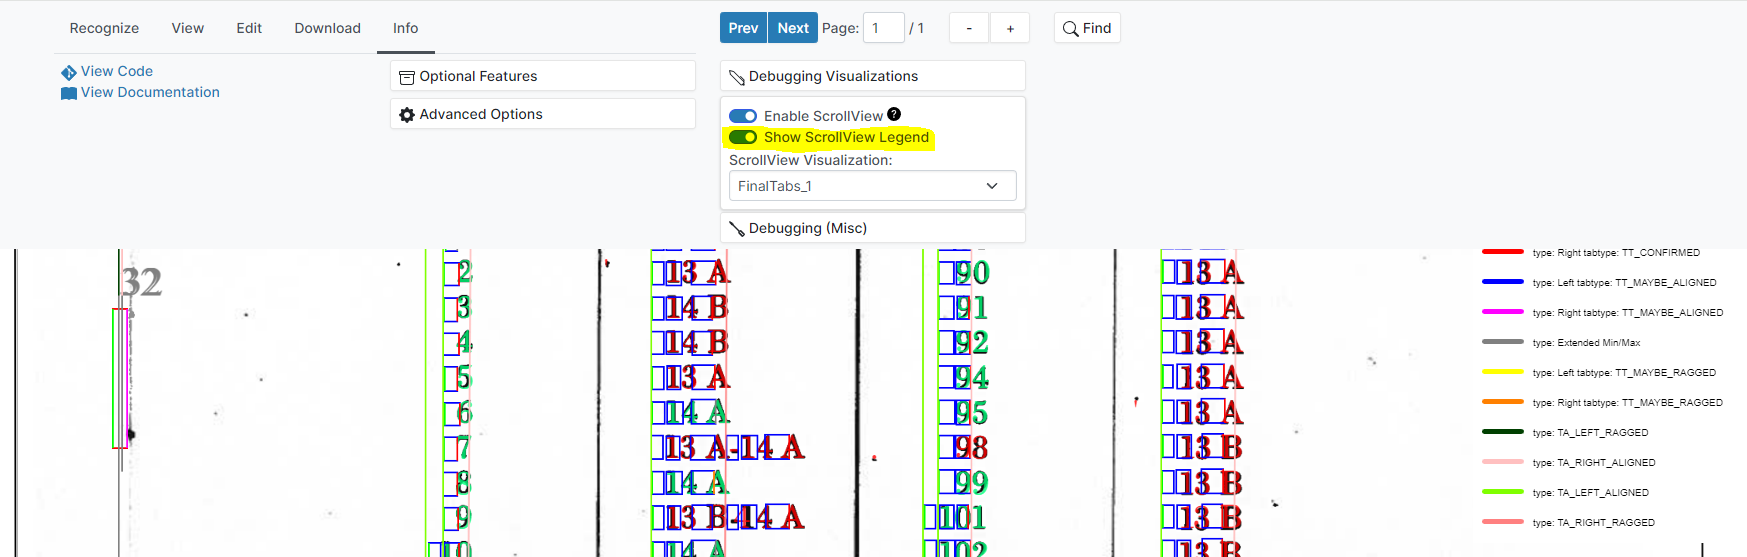 Recognize View Edit Download Info Prev Next Page: 1 / 1 - + Find
View Code
View Documentation
Optional Features
Advanced Options
Debugging Visualizations
Enable ScrollView ?
Show ScrollView Legend
ScrollView Visualization:
FinalTabs_1
Debugging (Misc)
32
2 13 A 90 13 A
3 14 B 91 13 A
4 14 B 92 13 A
5 13 A 94 13 A
6 14 A 95 13 A
7 13 A-14 A 98 13 B
8 14 A 99 13 B
9 13 B-14 A 101 13 B
10 14 A 102 13 B
type: Right tabtype: TT_CONFIRMED
type: Left tabtype: TT_MAYBE_ALIGNED
type: Right tabtype: TT_MAYBE_ALIGNED
type: Extended Min/Max
type: Left tabtype: TT_MAYBE_RAGGED
type: Right tabtype: TT_MAYBE_RAGGED
type: TA_LEFT_RAGGED
type: TA_RIGHT_ALIGNED
type: TA_LEFT_ALIGNED
type: TA_RIGHT_RAGGED